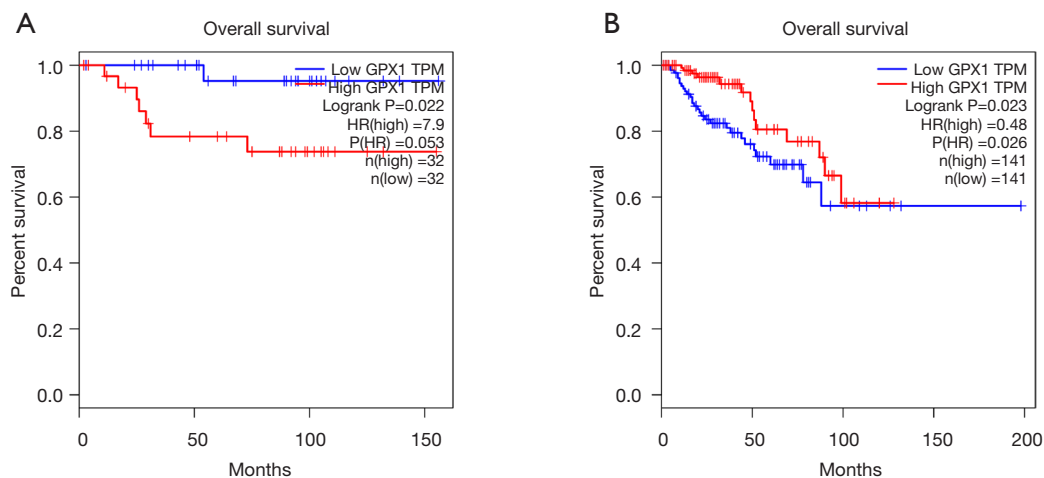 A
Overall survival
Low GPX1 TPM
High GPX1 TPM
Logrank P=0.022
HR(high) =7.9
P(HR) =0.053
n(high) =32
n(low) =32
Percent survival
1.0
0.8
0.6
0.4
0.2
0.0
0 50 100 150
Months
B
Overall survival
Low GPX1 TPM
High GPX1 TPM
Logrank P=0.023
HR(high) =0.48
P(HR) =0.026
n(high) =141
n(low) =141
Percent survival
1.0
0.8
0.6
0.4
0.2
0.0
0 50 100 150 200
Months